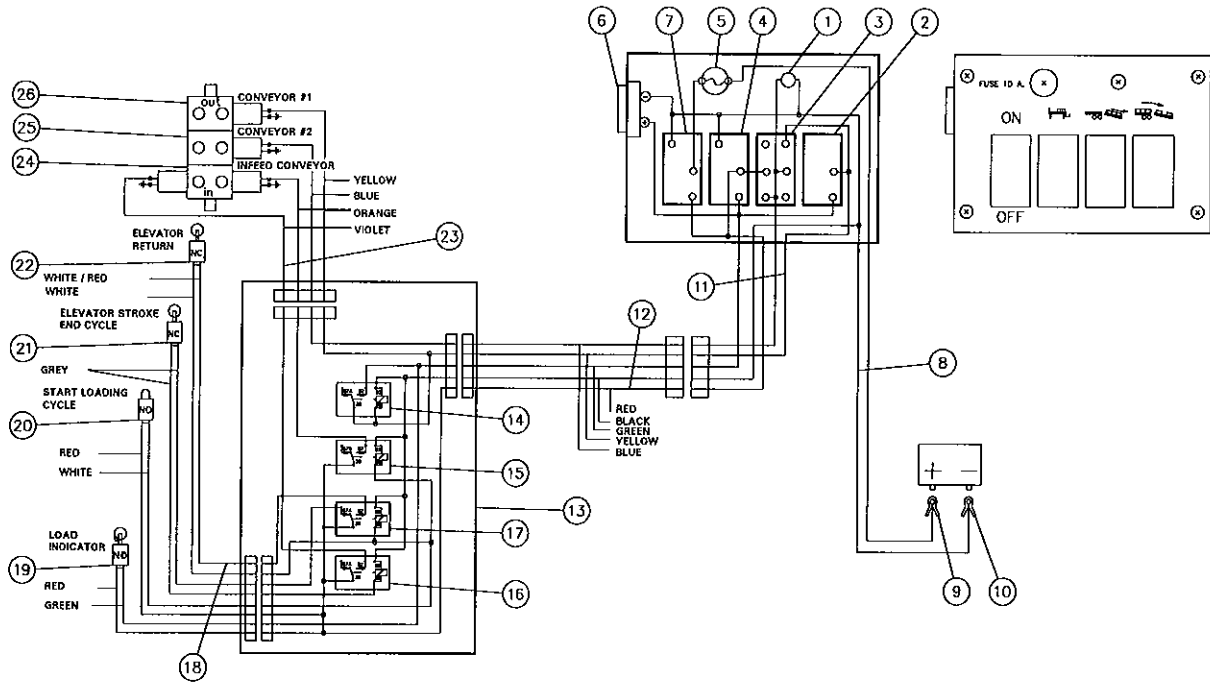 6
7
5
4
1
3
2
26
25
24
out
in
CONVEYOR #1
CONVEYOR #2
INFEED CONVEYOR
YELLOW
BLUE
ORANGE
VIOLET
FUSE 10 A.
ON
OFF
ELEVATOR
RETURN
NC
22
WHITE / RED
WHITE
23
11
ELEVATOR STROKE
END CYCLE
NC
21
12
8
GREY
START LOADING
CYCLE
NO
20
14
RED
BLACK
GREEN
YELLOW
BLUE
RED
WHITE
15
+
−
13
17
LOAD
INDICATOR
NO
19
RED
GREEN
16
9
10
18